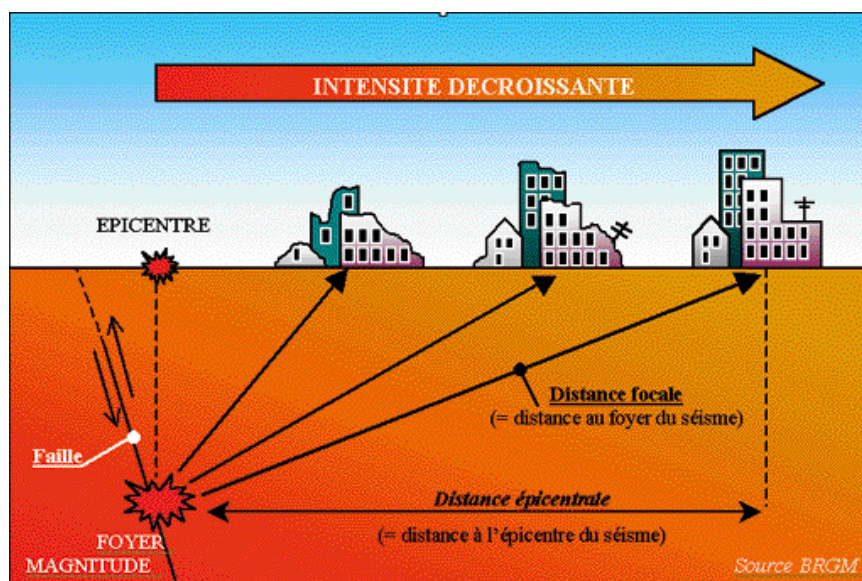 INTENSITE DECROISSANTE
EPICENTRE
Distance focale
(= distance au foyer du séisme)
Faille
Distance épicentrale
(= distance à l'épicentre du séisme)
FOYER
MAGNITUDE
Source BRGM